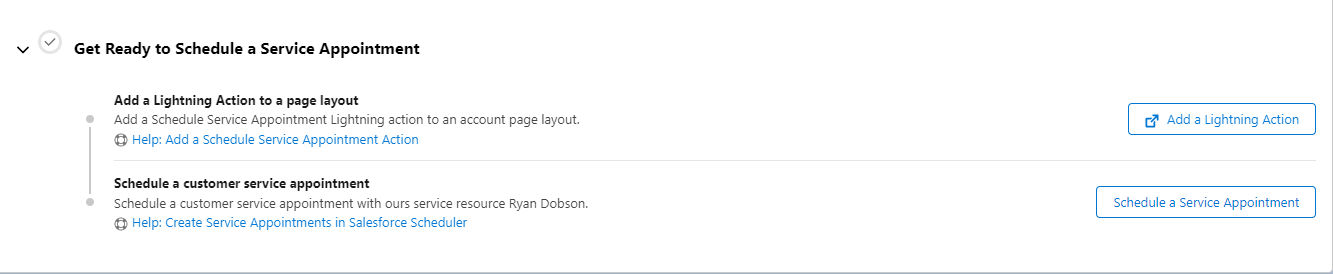 Get Ready to Schedule a Service Appointment
Add a Lightning Action to a page layout
Add a Schedule Service Appointment Lightning action to an account page layout.
Help: Add a Schedule Service Appointment Action
Add a Lightning Action
Schedule a customer service appointment
Schedule a customer service appointment with ours service resource Ryan Dobson.
Help: Create Service Appointments in Salesforce Scheduler
Schedule a Service Appointment